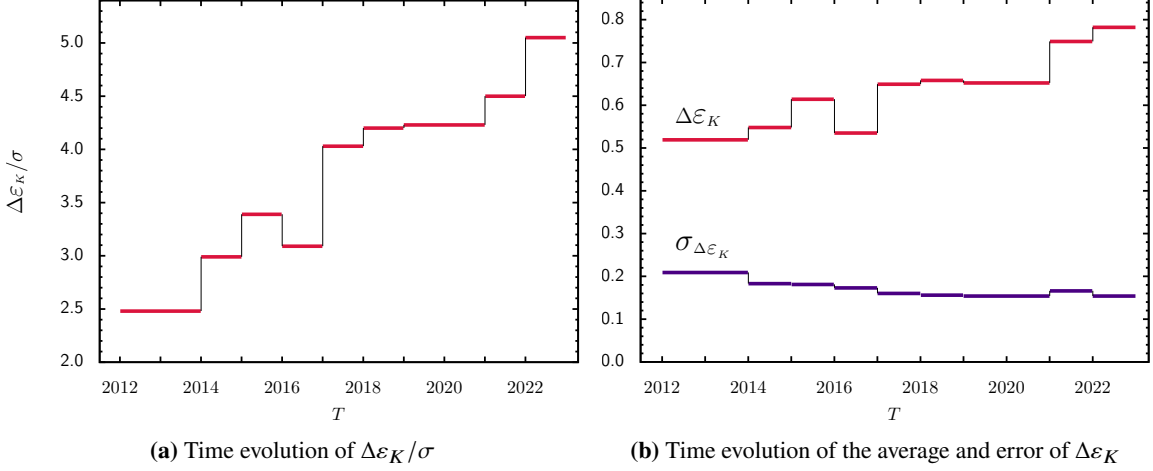 5.0
4.5
4.0
3.5
3.0
2.5
2.0
Δε_K/σ
2012 2014 2016 2018 2020 2022
T
(a) Time evolution of Δε_K/σ
0.8
0.7
0.6
0.5
0.4
0.3
0.2
0.1
0.0
Δε_K
σ_Δε_K
2012 2014 2016 2018 2020 2022
T
(b) Time evolution of the average and error of Δε_K